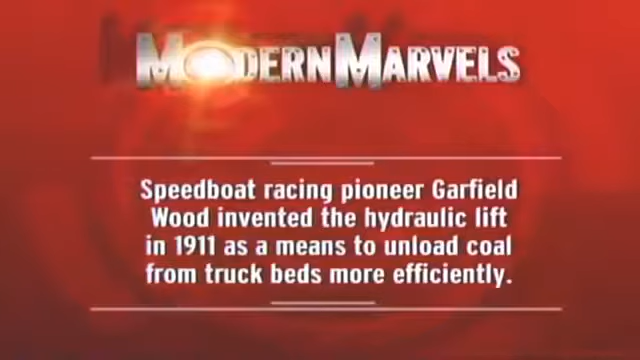 MODERN MARVELS
Speedboat racing pioneer Garfield
Wood invented the hydraulic lift
in 1911 as a means to unload coal
from truck beds more efficiently.